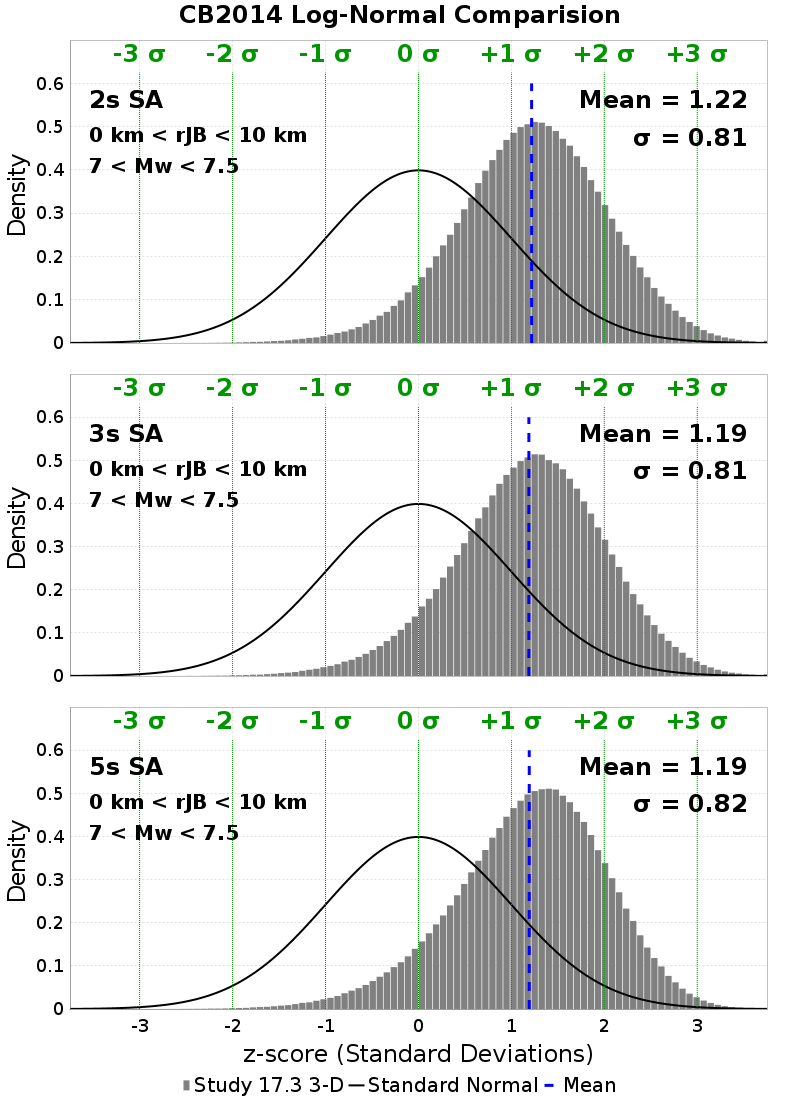 CB2014 Log-Normal Comparision
-3 σ -2 σ -1 σ 0 σ +1 σ +2 σ +3 σ
0.6
2s SA Mean = 1.22
0.5
0 km < rJB < 10 km σ = 0.81
7 < Mw < 7.5
0.4
0.3
0.2
0.1
0
Density
-3 σ -2 σ -1 σ 0 σ +1 σ +2 σ +3 σ
0.6
3s SA Mean = 1.19
0.5
0 km < rJB < 10 km σ = 0.81
7 < Mw < 7.5
0.4
0.3
0.2
0.1
0
Density
-3 σ -2 σ -1 σ 0 σ +1 σ +2 σ +3 σ
0.6
5s SA Mean = 1.19
0.5
0 km < rJB < 10 km σ = 0.82
7 < Mw < 7.5
0.4
0.3
0.2
0.1
0
Density
-3 -2 -1 0 1 2 3
z-score (Standard Deviations)
Study 17.3 3-D Standard Normal Mean